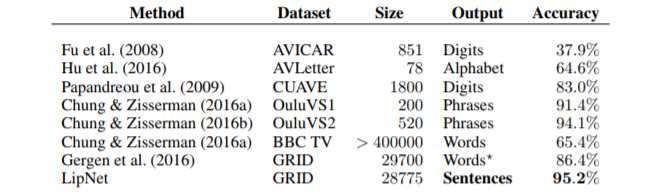 Method Dataset Size Output Accuracy
Fu et al. (2008) AVICAR 851 Digits 37.9%
Hu et al. (2016) AVLetter 78 Alphabet 64.6%
Papandreou et al. (2009) CUAVE 1800 Digits 83.0%
Chung & Zisserman (2016a) OuluVS1 200 Phrases 91.4%
Chung & Zisserman (2016b) OuluVS2 520 Phrases 94.1%
Chung & Zisserman (2016a) BBC TV > 400000 Words 65.4%
Gergen et al. (2016) GRID 29700 Words* 86.4%
LipNet GRID 28775 Sentences 95.2%